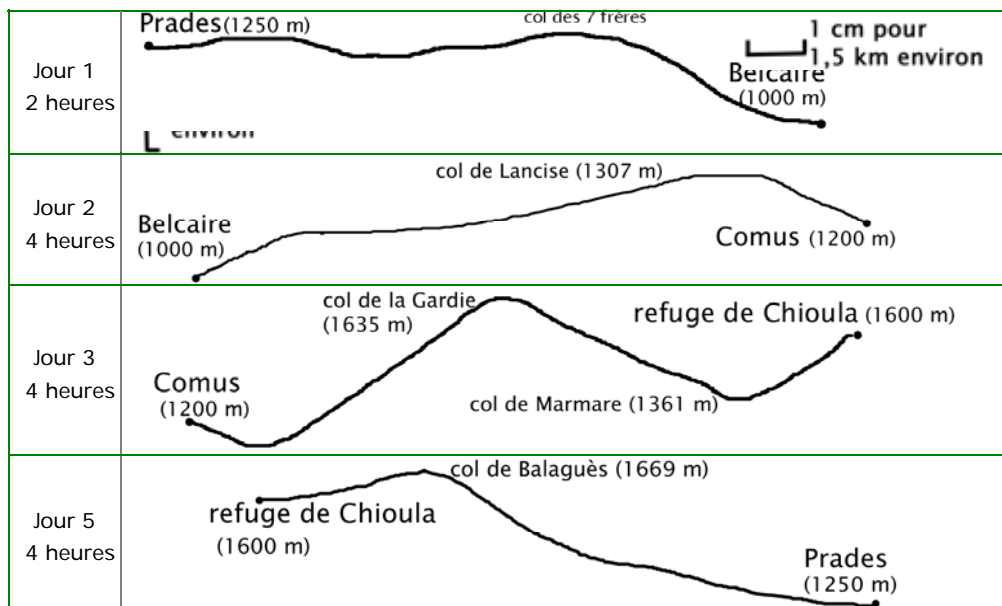 Prades (1250 m)
col des 7 frères
1 cm pour
1,5 km environ
Jour 1
2 heures
Belcaire
(1000 m)
environ
col de Lancise (1307 m)
Jour 2
4 heures
Belcaire
(1000 m)
Comus (1200 m)
col de la Gardie
(1635 m)
refuge de Chioula (1600 m)
Jour 3
4 heures
Comus
(1200 m)
col de Marmare (1361 m)
col de Balaguès (1669 m)
Jour 5
4 heures
refuge de Chioula
(1600 m)
Prades
(1250 m)